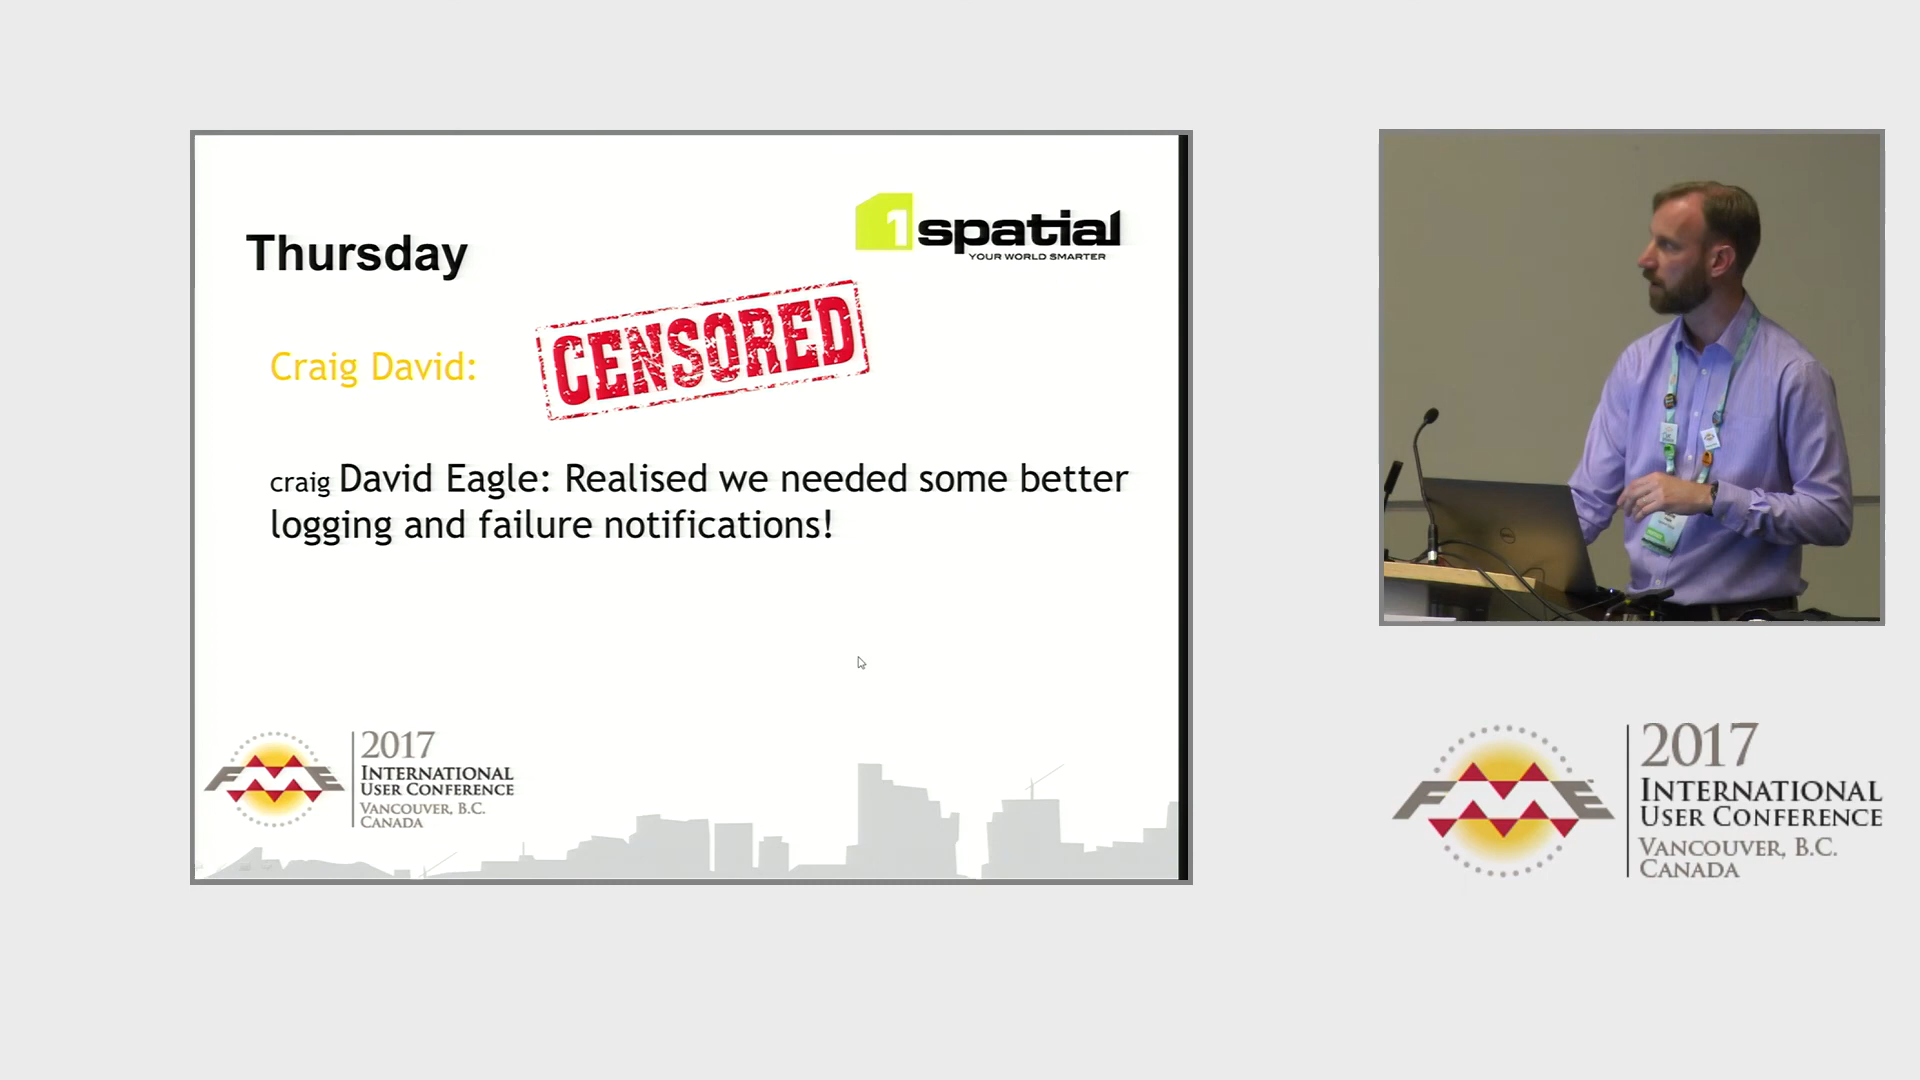 Thursday
1spatial
YOUR WORLD SMARTER
CENSORED
Craig David:
craig David Eagle: Realised we needed some better
logging and failure notifications!
FME
2017
INTERNATIONAL
USER CONFERENCE
VANCOUVER, B.C.
CANADA
FME
2017
INTERNATIONAL
USER CONFERENCE
VANCOUVER, B.C.
CANADA